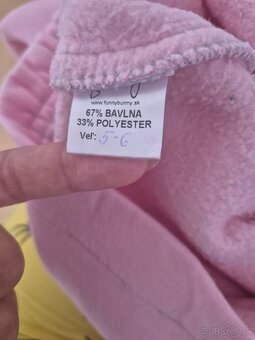 www.funnybunny.sk
67% BAVLNA
33% POLYESTER
Veľ: 5-6